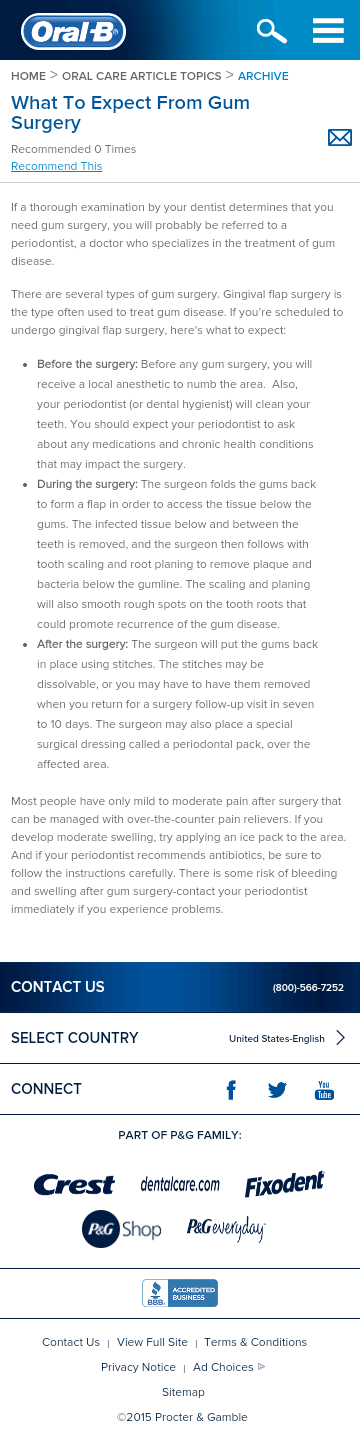 Oral-B
HOME > ORAL CARE ARTICLE TOPICS > ARCHIVE
What To Expect From Gum
Surgery
Recommended 0 Times
Recommend This
If a thorough examination by your dentist determines that you
need gum surgery, you will probably be referred to a
periodontist, a doctor who specializes in the treatment of gum
disease.
There are several types of gum surgery. Gingival flap surgery is
the type often used to treat gum disease. If you're scheduled to
undergo gingival flap surgery, here's what to expect:
• Before the surgery: Before any gum surgery, you will
receive a local anesthetic to numb the area. Also,
your periodontist (or dental hygienist) will clean your
teeth. You should expect your periodontist to ask
about any medications and chronic health conditions
that may impact the surgery.
• During the surgery: The surgeon folds the gums back
to form a flap in order to access the tissue below the
gums. The infected tissue below and between the
teeth is removed, and the surgeon then follows with
tooth scaling and root planing to remove plaque and
bacteria below the gumline. The scaling and planing
will also smooth rough spots on the tooth roots that
could promote recurrence of the gum disease.
• After the surgery: The surgeon will put the gums back
in place using stitches. The stitches may be
dissolvable, or you may have to have them removed
when you return for a surgery follow-up visit in seven
to 10 days. The surgeon may also place a special
surgical dressing called a periodontal pack, over the
affected area.
Most people have only mild to moderate pain after surgery that
can be managed with over-the-counter pain relievers. If you
develop moderate swelling, try applying an ice pack to the area.
And if your periodontist recommends antibiotics, be sure to
follow the instructions carefully. There is some risk of bleeding
and swelling after gum surgery-contact your periodontist
immediately if you experience problems.
CONTACT US (800)-566-7252
SELECT COUNTRY United States-English
CONNECT f You Tube
PART OF P&G FAMILY:
Crest dentalcare.com Fixodent
P&G Shop P&G everyday
BBB ACCREDITED BUSINESS
Contact Us | View Full Site | Terms & Conditions
Privacy Notice | Ad Choices
Sitemap
©2015 Procter & Gamble